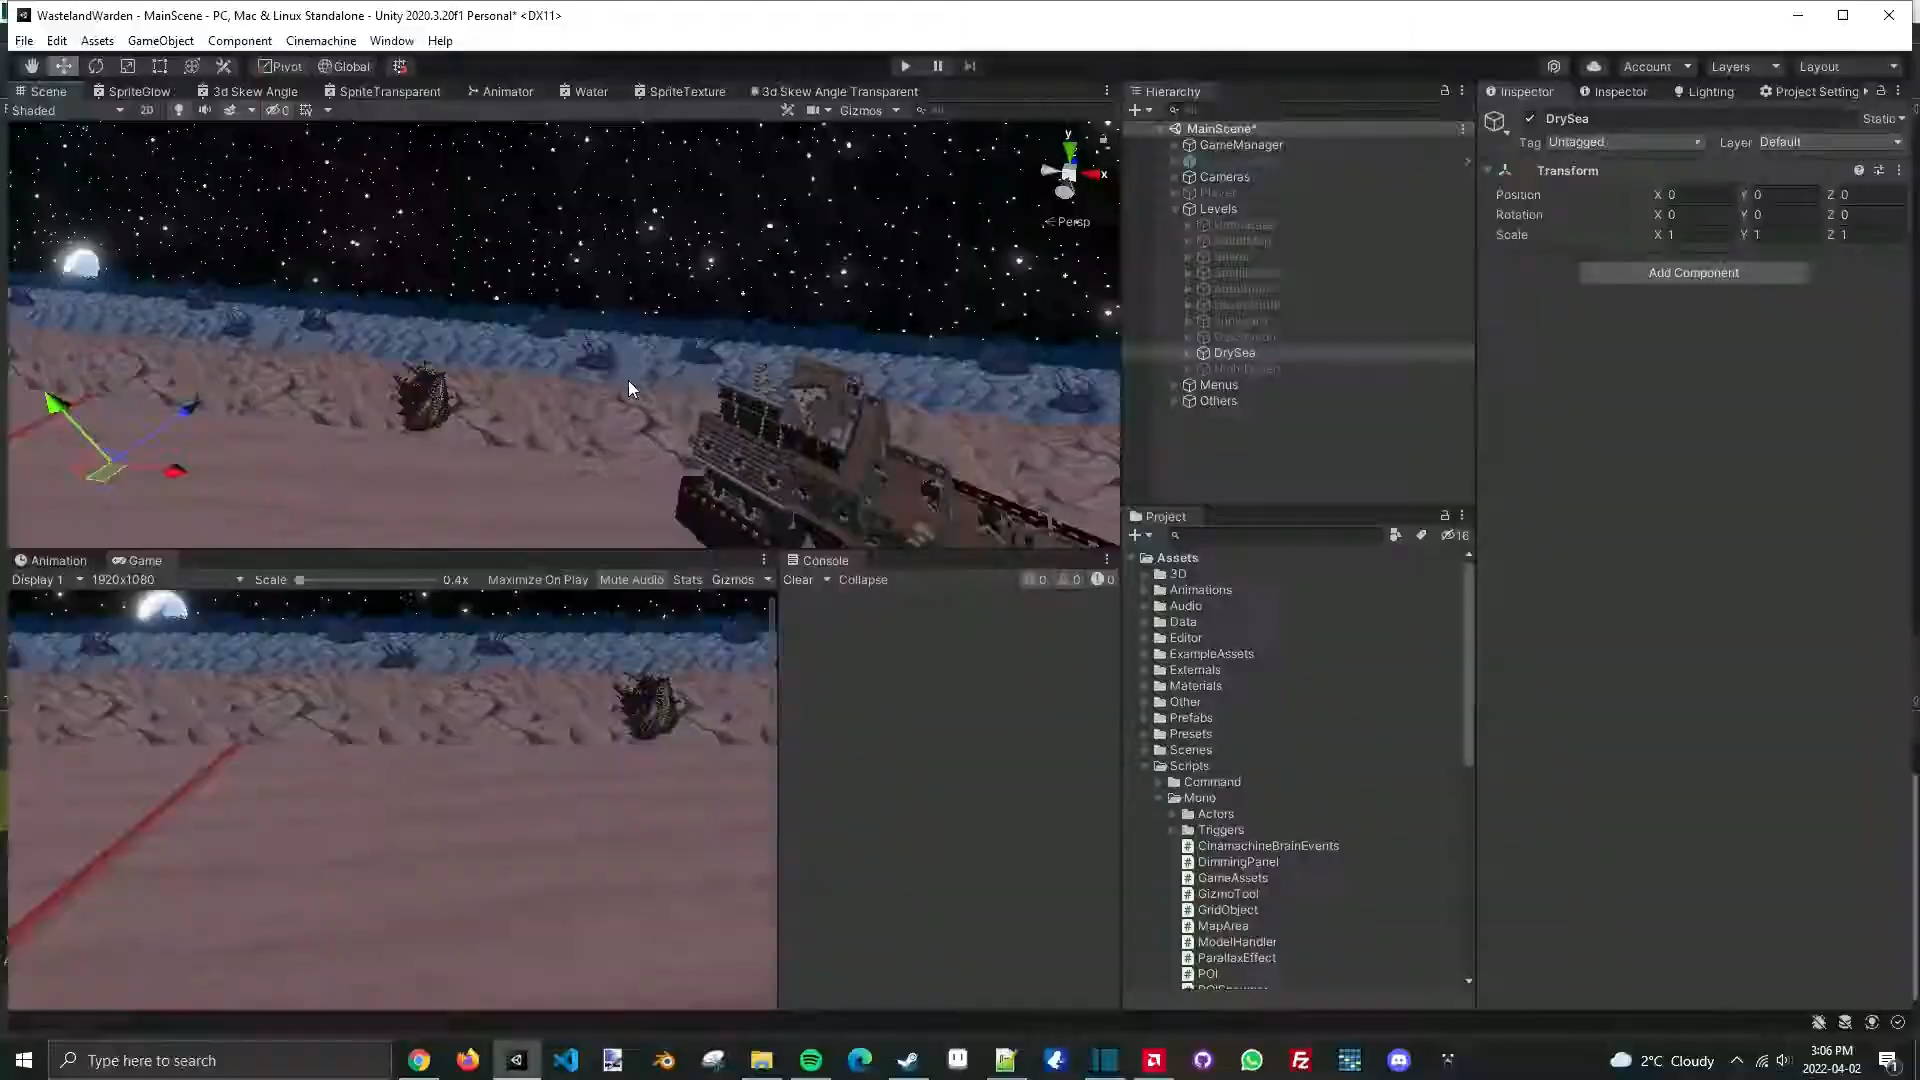 WastelandWarden - MainScene - PC, Mac & Linux Standalone - Unity 2020.3.20f1 Personal* <DX11>
File Edit Assets GameObject Component Cinemachine Window Help
Pivot Global
Account Layers Layout
Scene SpriteGlow 3d Skew Angle SpriteTransparent Animator Water SpriteTexture 3d Skew Angle Transparent
Shaded 2D 0 Gizmos All
y
x
Persp
Hierarchy
All
MainScene*
GameManager
Cameras
Player
Levels
DrySea
Menus
Others
Inspector Inspector Lighting Project Setting
DrySea Static
Tag Untagged Layer Default
Transform
Position X 0 Y 0 Z 0
Rotation X 0 Y 0 Z 0
Scale X 1 Y 1 Z 1
Add Component
Project
16
Assets
3D
Animations
Audio
Data
Editor
ExampleAssets
Externals
Materials
Other
Prefabs
Presets
Scenes
Scripts
Command
Mono
Actors
Triggers
CinamachineBrainEvents
DimmingPanel
GameAssets
GizmoTool
GridObject
MapArea
ModelHandler
ParallaxEffect
POI
Animation Game
Display 1 1920x1080 Scale 0.4x Maximize On Play Mute Audio Stats Gizmos
Console
Clear Collapse 0 0 0
Type here to search
2°C Cloudy
3:06 PM
2022-04-02
1